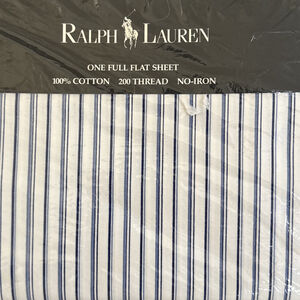 RALPH LAUREN
ONE FULL FLAT SHEET
100% COTTON 200 THREAD NO-IRON